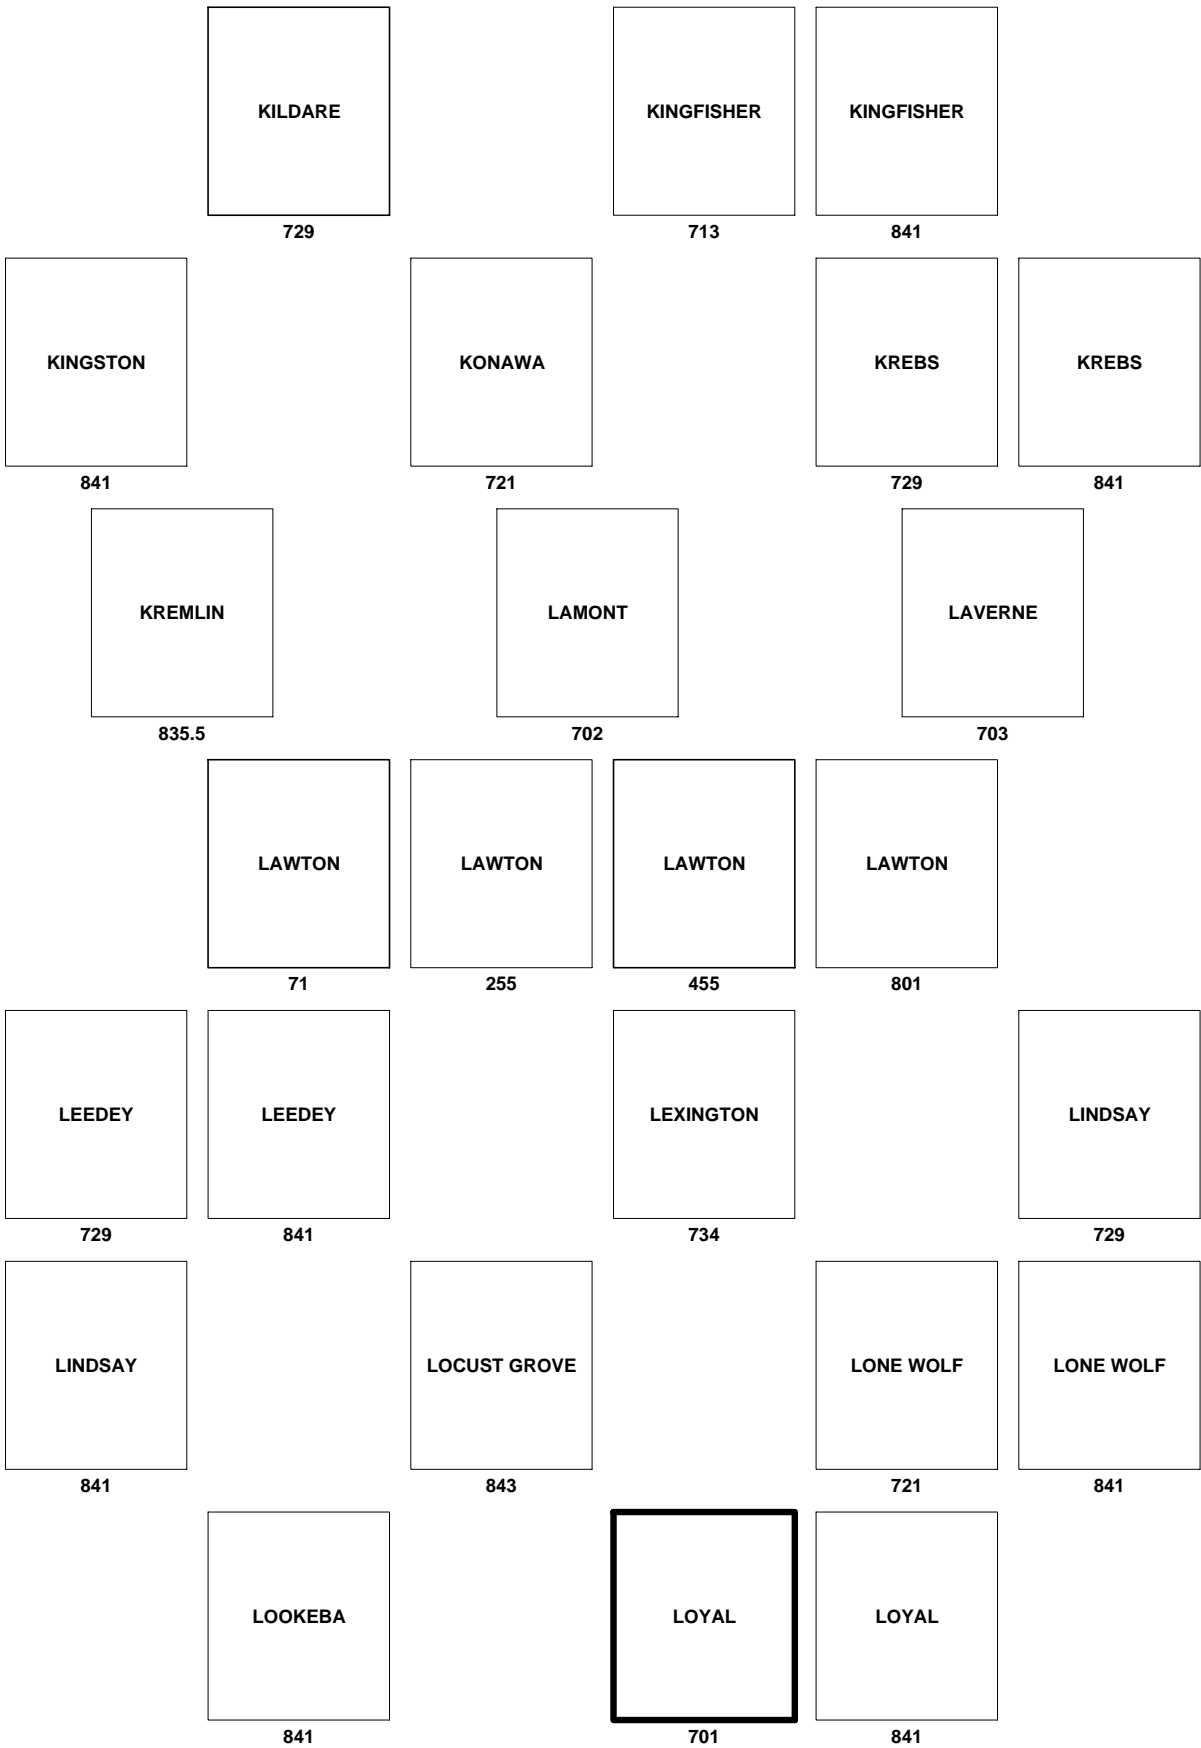 KILDARE KINGFISHER KINGFISHER
729 713 841
KINGSTON KONAWA KREBS KREBS
841 721 729 841
KREMLIN LAMONT LAVERNE
835.5 702 703
LAWTON LAWTON LAWTON LAWTON
71 255 455 801
LEEDEY LEEDEY LEXINGTON LINDSAY
729 841 734 729
LINDSAY LOCUST GROVE LONE WOLF LONE WOLF
841 843 721 841
LOOKEBA LOYAL LOYAL
841 701 841